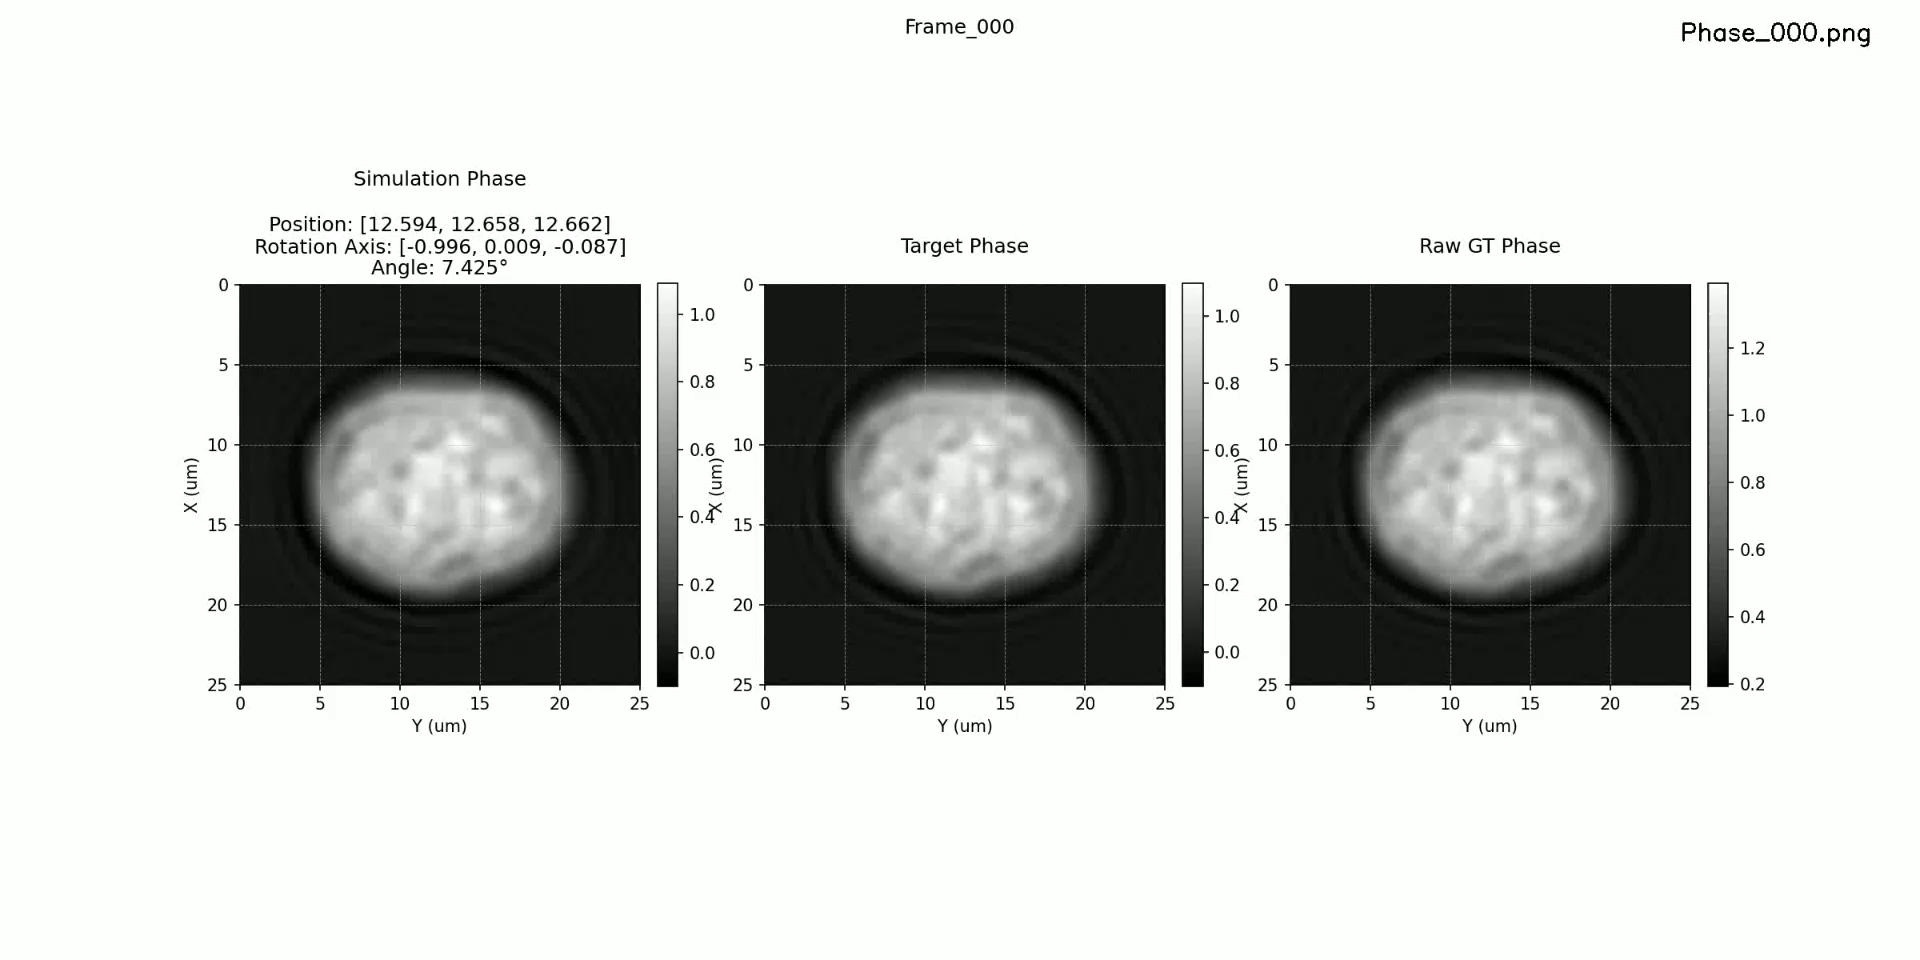 Frame_000
Phase_000.png
Simulation Phase
Position: [12.594, 12.658, 12.662]
Rotation Axis: [-0.996, 0.009, -0.087]
Angle: 7.425°
0
5
10
15
20
25
X (um)
0 5 10 15 20 25
Y (um)
1.0
0.8
0.6
0.4
0.2
0.0
Target Phase
0
5
10
15
20
25
X (um)
0 5 10 15 20 25
Y (um)
1.0
0.8
0.6
0.4
0.2
0.0
Raw GT Phase
0
5
10
15
20
25
X (um)
0 5 10 15 20 25
Y (um)
1.2
1.0
0.8
0.6
0.4
0.2